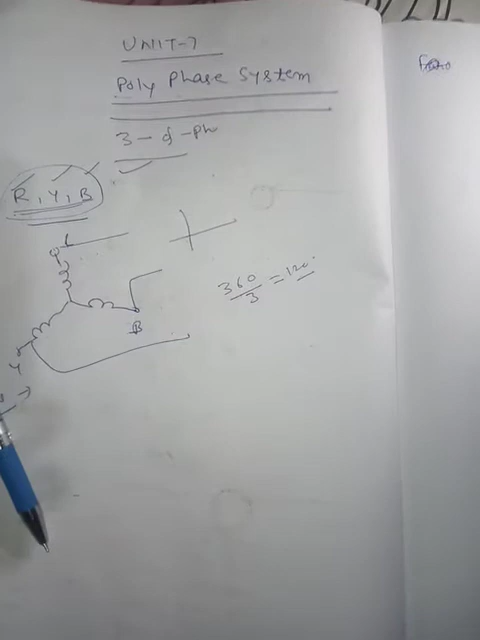 UNIT-7
Poly Phase System
3-ϕ-Ph
R, Y, B
360/3 = 120°
B
Y